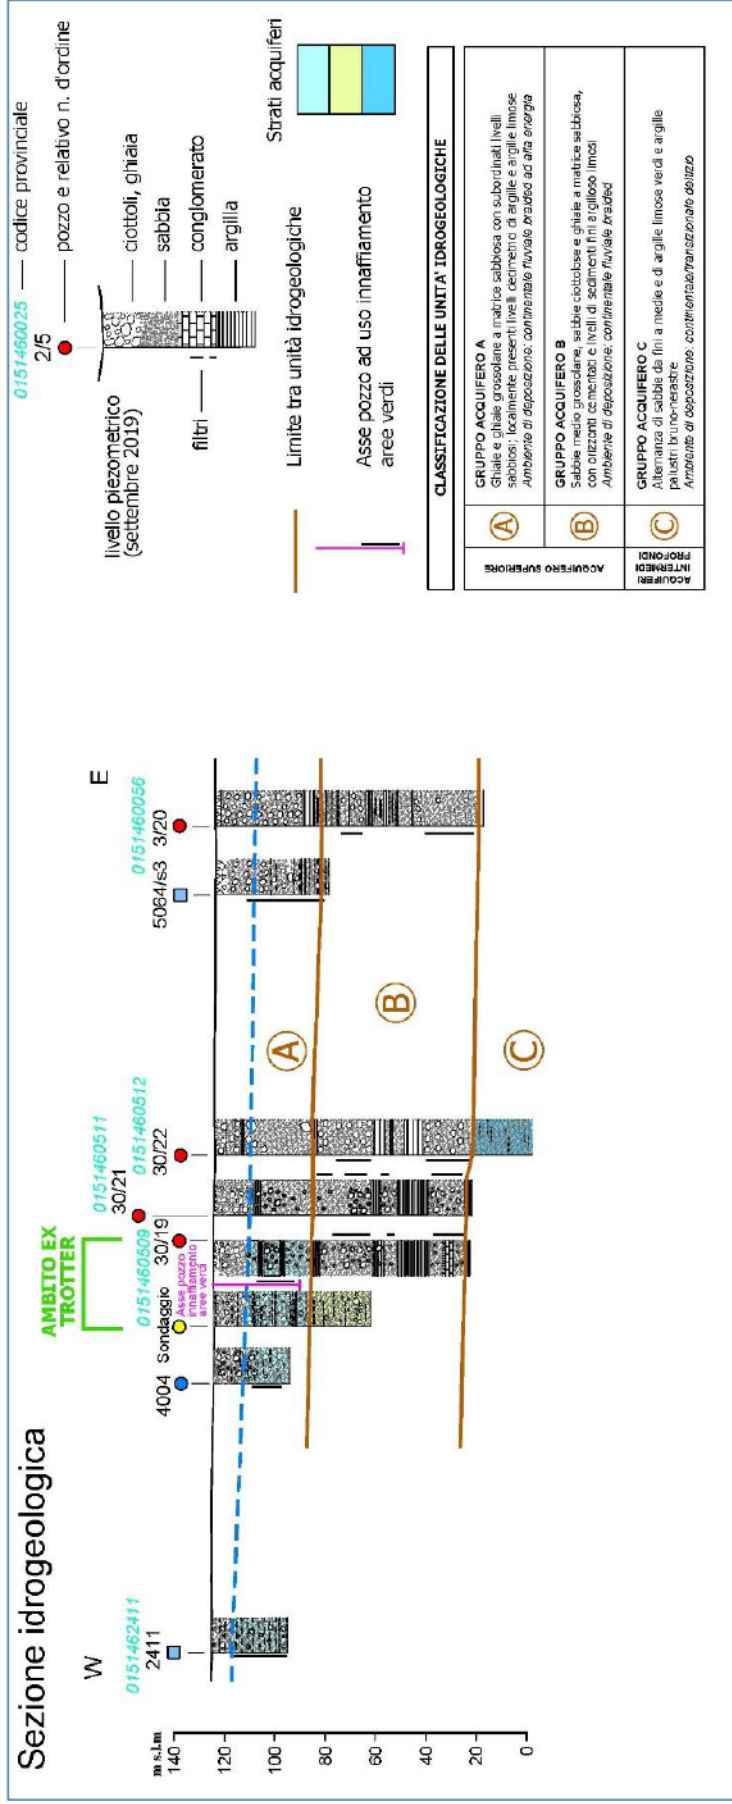 Sezione idrogeologica
W
E
m s.l.m
140
120
100
80
60
40
20
0
0151462411
2411
4004
AMBITO EX
TROTTER
0151460509
Sondaggio
Asse pozzo
innaffiamento
aree verdi
30/19
0151460511
30/21
0151460512
30/22
5064/s3
0151460056
3/20
A
B
C
0151460025
codice provinciale
2/5
pozzo e relativo n. d'ordine
livello piezometrico
(settembre 2019)
ciottoli, ghiaia
sabbia
conglomerato
argilla
filtri
Limite tra unità idrogeologiche
Asse pozzo ad uso innaffiamento
aree verdi
Strati acquiferi
CLASSIFICAZIONE DELLE UNITA' IDROGEOLOGICHE
ACQUIFERO SUPERIORE
A
GRUPPO ACQUIFERO A
Ghiaie e ghiaie grossolane a matrice sabbiosa con subordinati livelli
sabbiosi; localmente presenti livelli decimetrici di argille e argille limose
Ambiente di deposizione: continentale fluviale braided ad alta energia
B
GRUPPO ACQUIFERO B
Sabbie medio grossolane, sabbie ciottolose e ghiaie a matrice sabbiosa,
con orizzonti cementati e livelli di sedimenti fini argilloso limosi
Ambiente di deposizione: continentale fluviale braided
ACQUIFERI
INTERMEDI
PROFONDI
C
GRUPPO ACQUIFERO C
Alternanza di sabbie da fini a medie e di argille limose verdi e argille
palustri bruno-nerastre
Ambiente di deposizione: continentale/transizionale deltizio